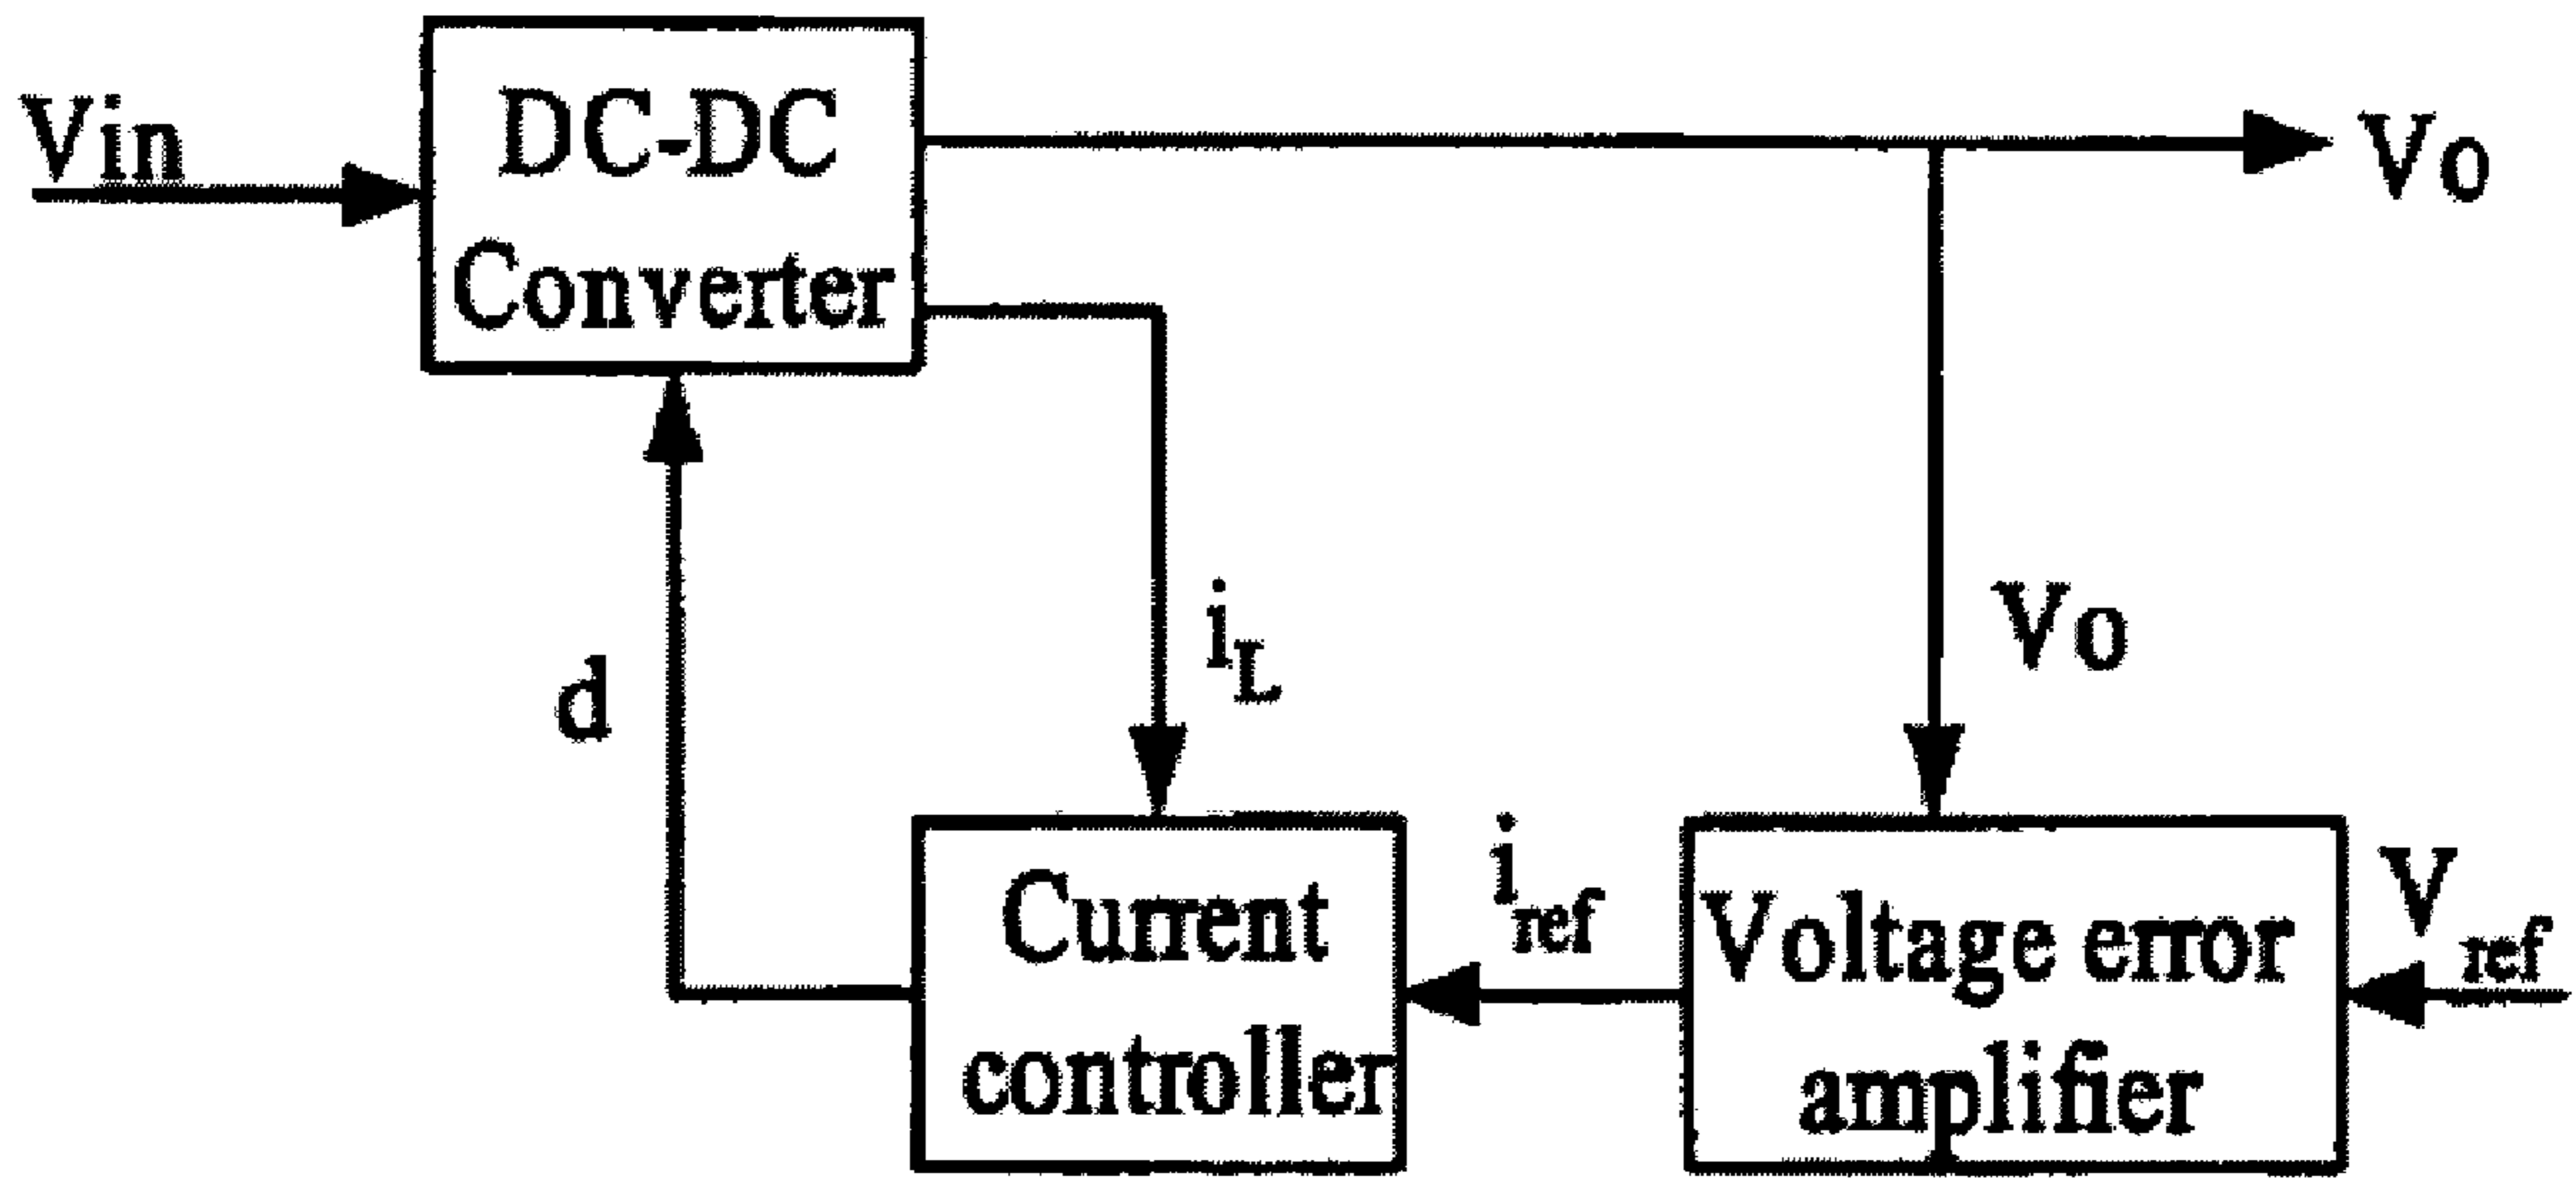 Vin
DC-DC
Converter
Vo
d
iL
Vo
Current
controller
iref
Voltage error
amplifier
Vref